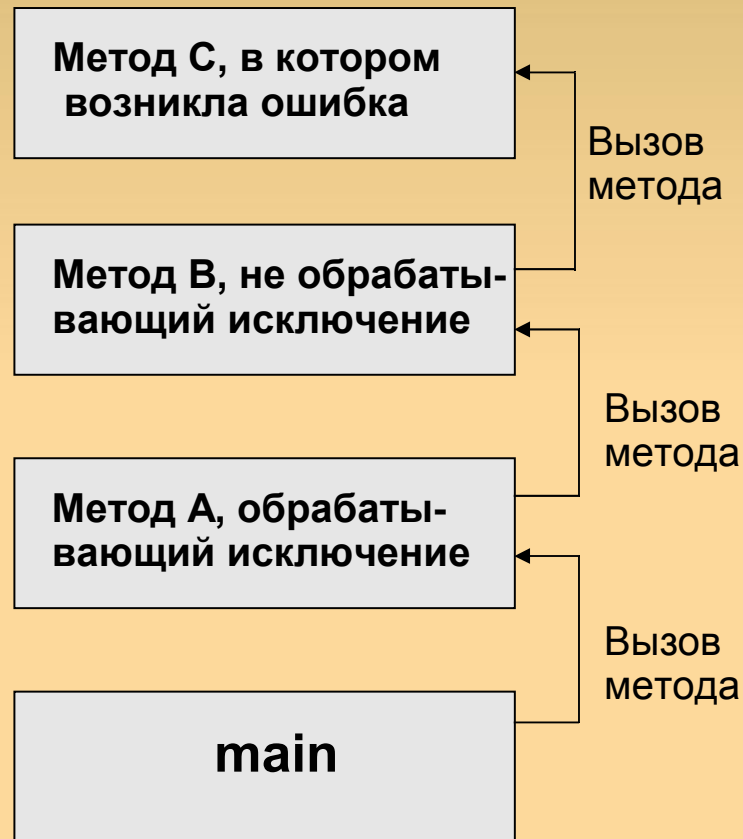 Метод C, в котором
возникла ошибка
Вызов
метода
Метод B, не обрабаты-
вающий исключение
Вызов
метода
Метод A, обрабаты-
вающий исключение
Вызов
метода
main